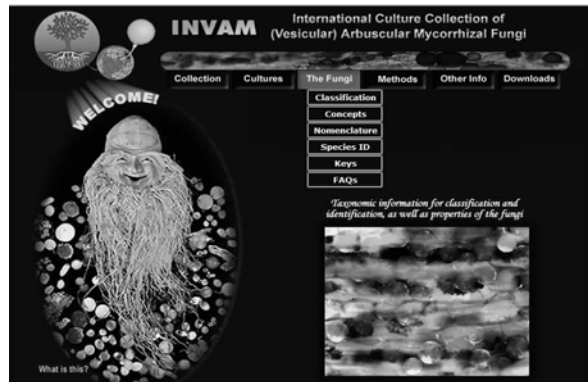 INVAM
International Culture Collection of
(Vesicular) Arbuscular Mycorrhizal Fungi
Collection Cultures The Fungi Methods Other Info Downloads
WELCOME!
Classification
Concepts
Nomenclature
Species ID
Keys
FAQs
Taxonomic information for classification and
identification, as well as properties of the fungi
What is this?